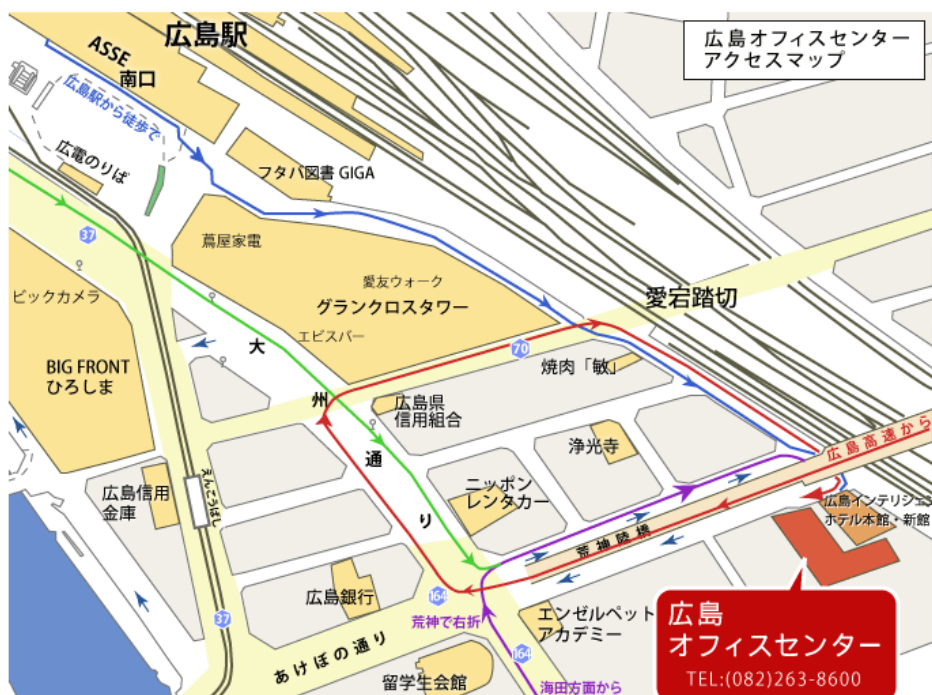 広島駅
ASSE
南口
広島オフィスセンター
アクセスマップ
広島駅から徒歩で
広電のりば
フタバ図書 GIGA
37
蔦屋家電
愛友ウォーク
グランクロスタワー
エビスバー
愛宕踏切
ビックカメラ
BIG FRONT
ひろしま
大
州
通
り
70
焼肉「敏」
広島県
信用組合
浄光寺
広島高速から
ニッポン
レンタカー
えんこうばし
広島信用
金庫
広島インテリジェン
ホテル本館・新館
荒神陸橋
広島銀行
164
荒神で右折
エンゼルペット
アカデミー
37
あけぼの通り
164
留学生会館
海田方面から
広島
オフィスセンター
TEL:(082)263-8600